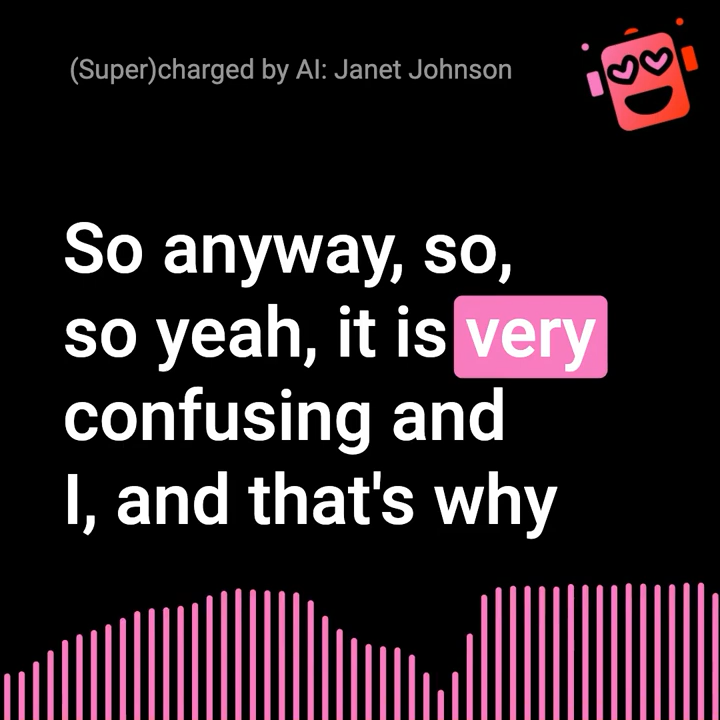 (Super)charged by AI: Janet Johnson
So anyway, so,
so yeah, it is very
confusing and
I, and that's why